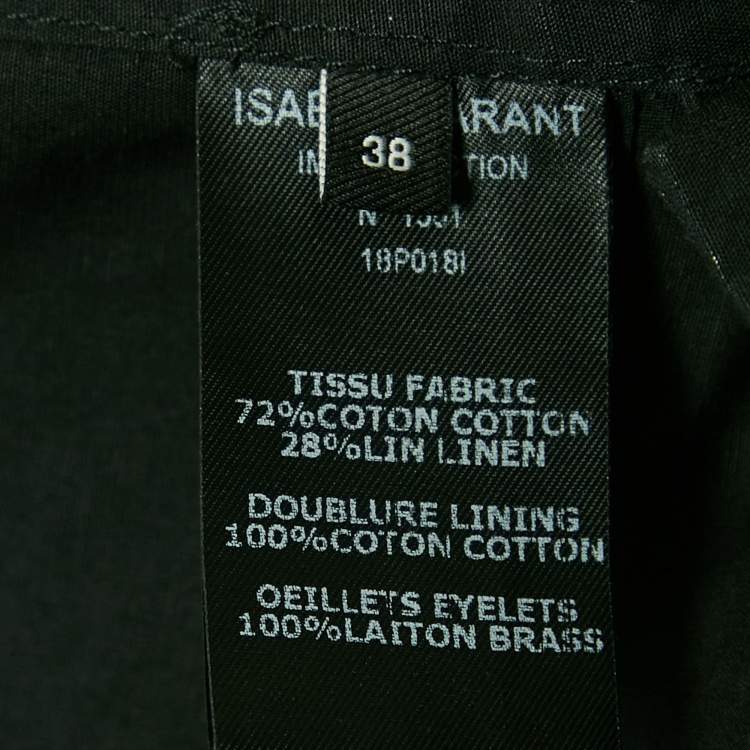 ISAB ARANT
38
IM TION
N° 1
18P018I
TISSU FABRIC
72%COTON COTTON
28%LIN LINEN
DOUBLURE LINING
100%COTON COTTON
OEILLETS EYELETS
100%LAITON BRASS